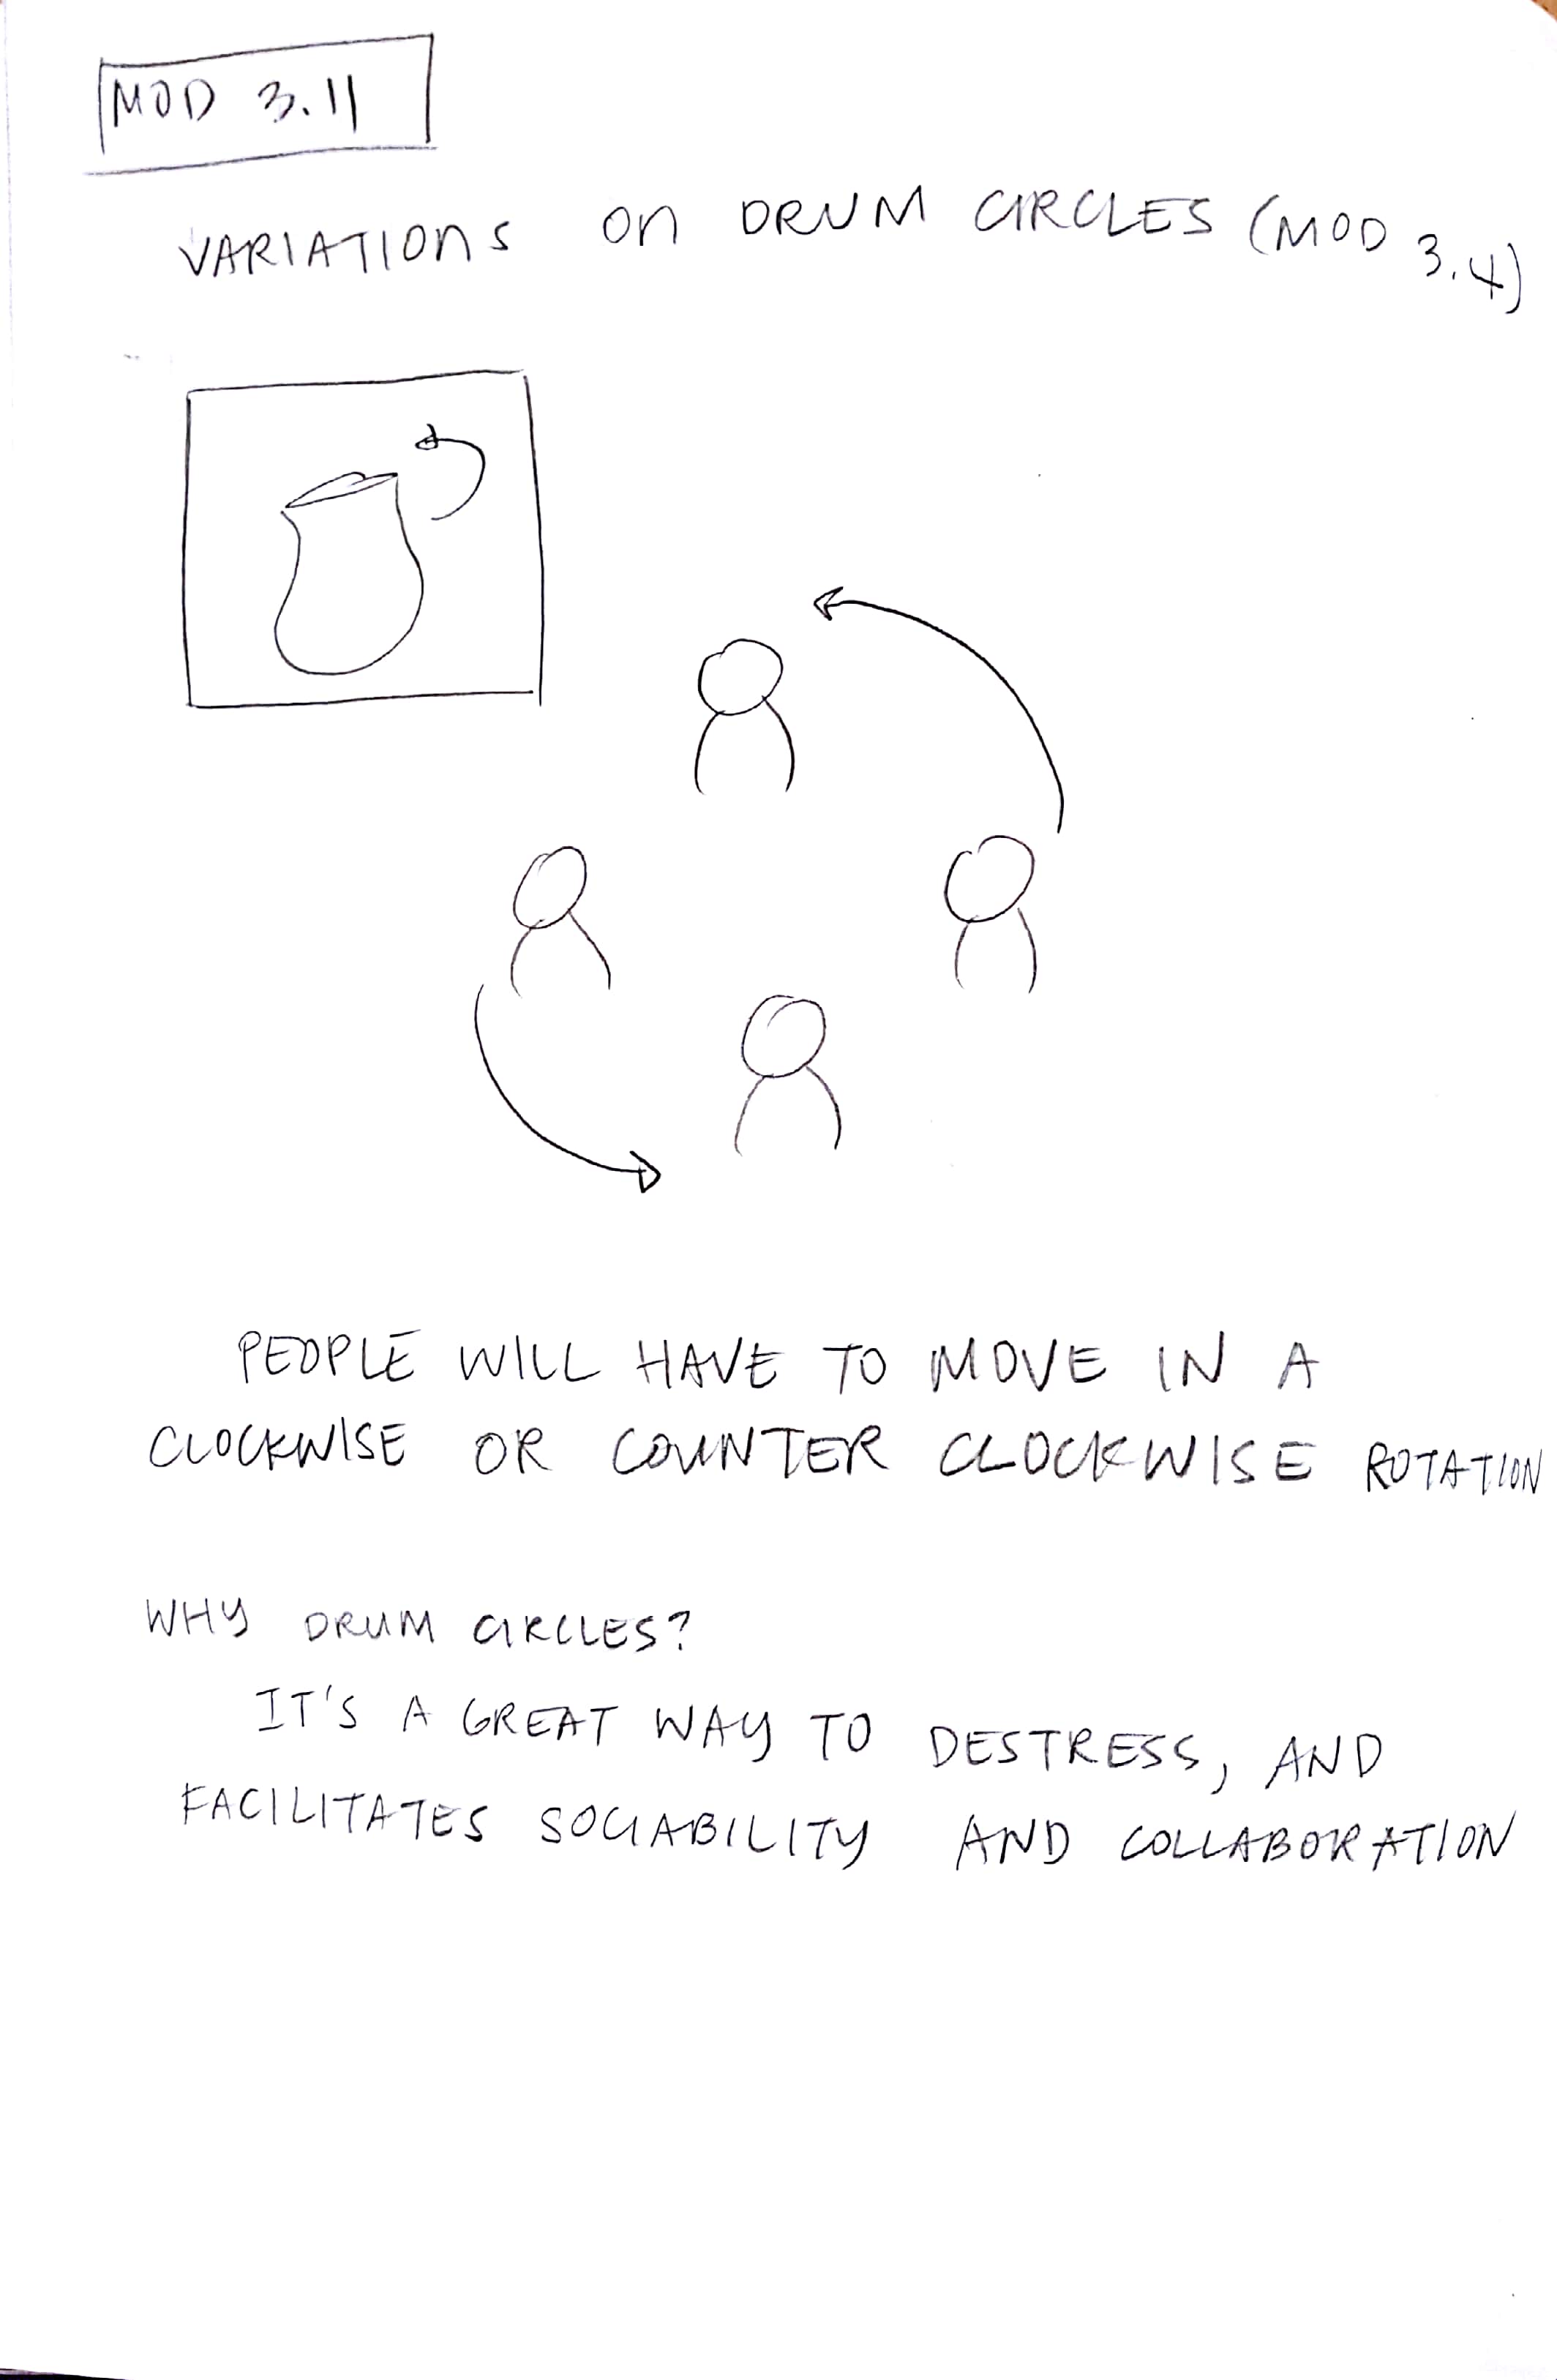 MOD 3.11
VARIATIONS ON DRUM CIRCLES (MOD 3.4)
PEOPLE WILL HAVE TO MOVE IN A
CLOCKWISE OR COUNTER CLOCKWISE ROTATION
WHY DRUM CIRCLES?
IT'S A GREAT WAY TO DESTRESS, AND
FACILITATES SOCIABILITY AND COLLABORATION